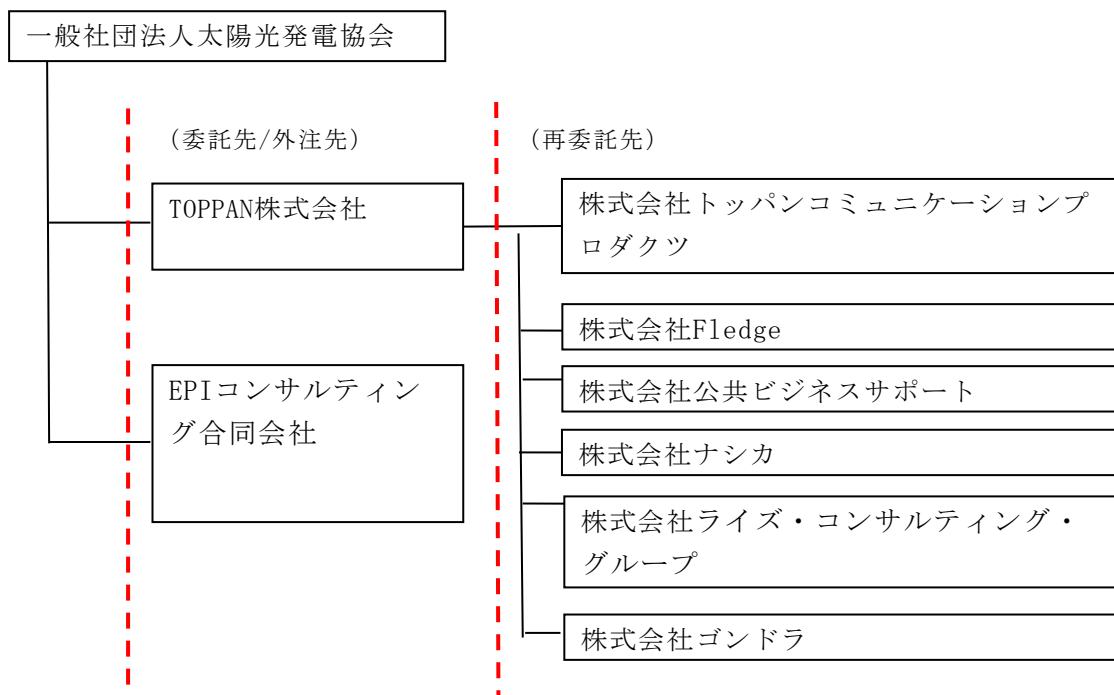 一般社団法人太陽光発電協会
(委託先/外注先)
(再委託先)
TOPPAN株式会社
株式会社トッパンコミュニケーションプ
ロダクツ
株式会社Fledge
EPIコンサルティン
グ合同会社
株式会社公共ビジネスサポート
株式会社ナシカ
株式会社ライズ・コンサルティング・
グループ
株式会社ゴンドラ